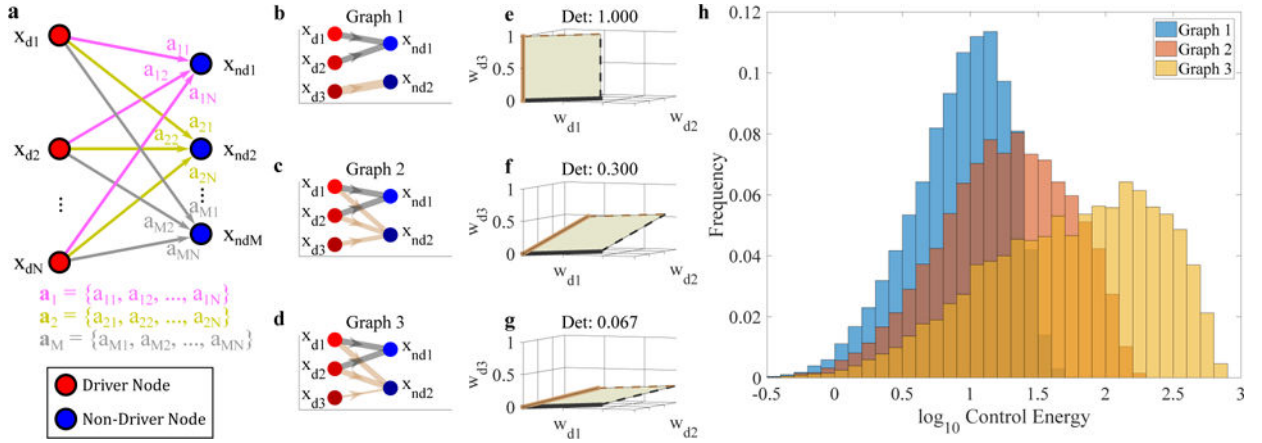 a
x_d1
a_11
x_nd1
a_12
a_1N
a_21
x_d2
a_22
x_nd2
a_2N
⋮
⋮
a_M1
a_M2
x_ndM
a_MN
x_dN
a_1 = {a_11, a_12, ..., a_1N}
a_2 = {a_21, a_22, ..., a_2N}
a_M = {a_M1, a_M2, ..., a_MN}
Driver Node
Non-Driver Node
b
Graph 1
x_d1
x_nd1
x_d2
x_nd2
x_d3
c
Graph 2
x_d1
x_nd1
x_d2
x_nd2
x_d3
d
Graph 3
x_d1
x_nd1
x_d2
x_nd2
x_d3
e
Det: 1.000
1
0.5
0
w_d3
w_d1
w_d2
f
Det: 0.300
1
0.5
0
w_d3
w_d1
w_d2
g
Det: 0.067
1
0.5
0
w_d3
w_d1
w_d2
h
0.12
0.1
0.08
0.06
0.04
0.02
0
Frequency
Graph 1
Graph 2
Graph 3
-0.5 0 0.5 1 1.5 2 2.5 3
log_10 Control Energy